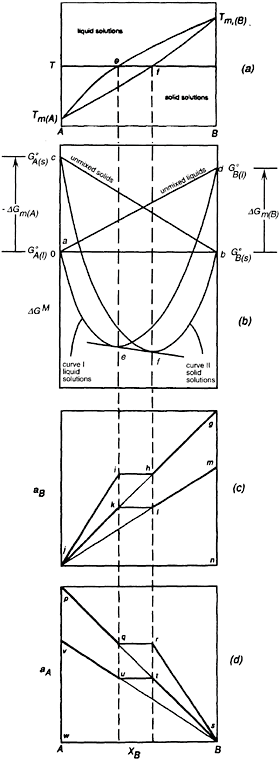 liquid solutions
T_m,(B)
T
e
f
(a)
T_m(A)
solid solutions
A
B
G°_A(s)
c
unmixed solids
unmixed liquids
d
G°_B(l)
- ΔG_m(A)
ΔG_m(B)
G°_A(l)
0
a
b
G°_B(s)
(b)
ΔG^M
curve I
liquid
solutions
e
f
curve II
solid
solutions
g
m
i
h
(c)
a_B
k
l
j
n
p
q
r
(d)
v
a_A
u
t
w
s
A
X_B
B